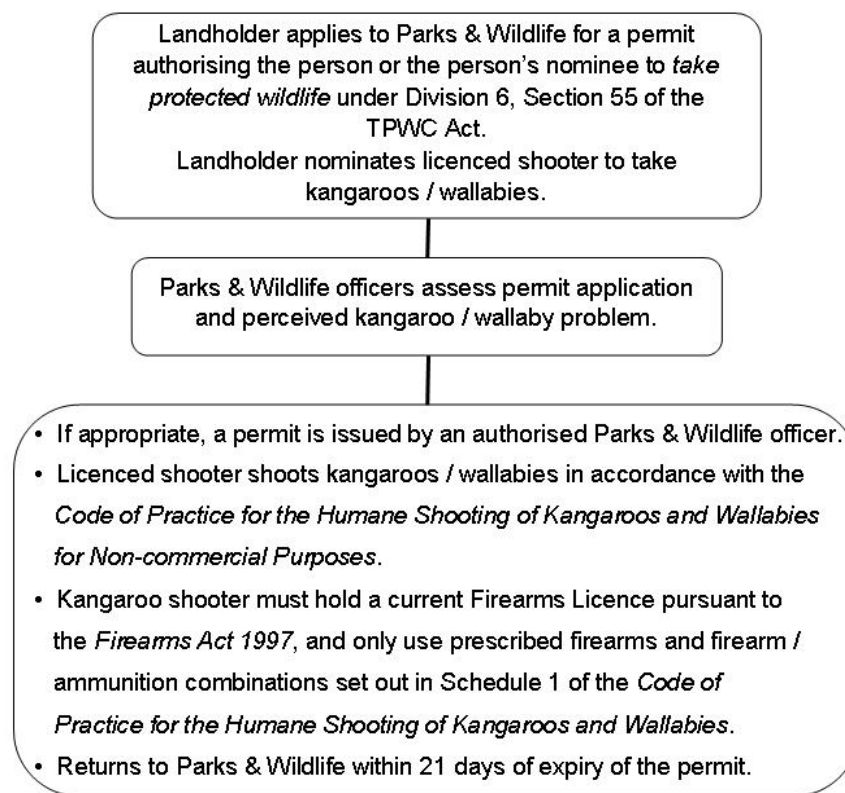 Landholder applies to Parks & Wildlife for a permit
authorising the person or the person's nominee to take
protected wildlife under Division 6, Section 55 of the
TPWC Act.
Landholder nominates licenced shooter to take
kangaroos / wallabies.
Parks & Wildlife officers assess permit application
and perceived kangaroo / wallaby problem.
• If appropriate, a permit is issued by an authorised Parks & Wildlife officer.
• Licenced shooter shoots kangaroos / wallabies in accordance with the
Code of Practice for the Humane Shooting of Kangaroos and Wallabies
for Non-commercial Purposes.
• Kangaroo shooter must hold a current Firearms Licence pursuant to
the Firearms Act 1997, and only use prescribed firearms and firearm /
ammunition combinations set out in Schedule 1 of the Code of
Practice for the Humane Shooting of Kangaroos and Wallabies.
• Returns to Parks & Wildlife within 21 days of expiry of the permit.